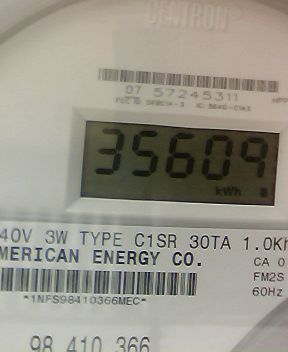 CENTRON®
07 57245311
35609
kWh
40V 3W TYPE C1SR 30TA 1.0Kh
MERICAN ENERGY CO.
CA 0
FM2S
60Hz
*1NFS98410366MEC*
98 410 366